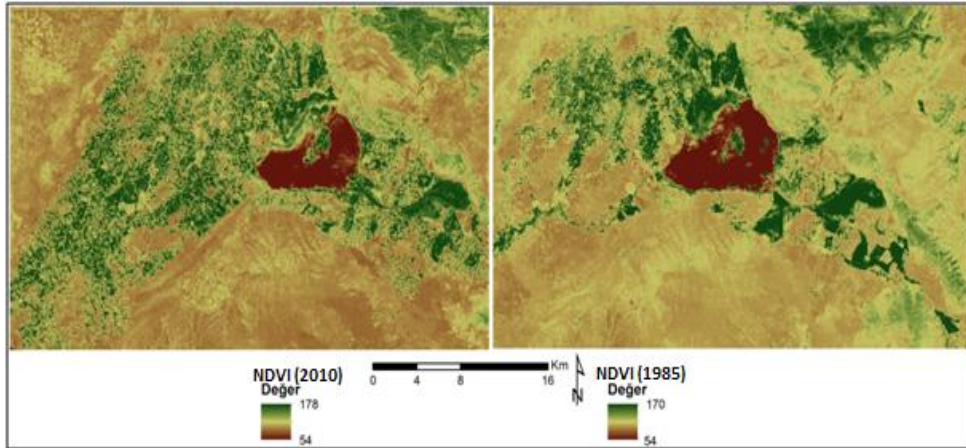 NDVI (2010)
Değer
178
54
Km
0 4 8 16
N
NDVI (1985)
Değer
170
54